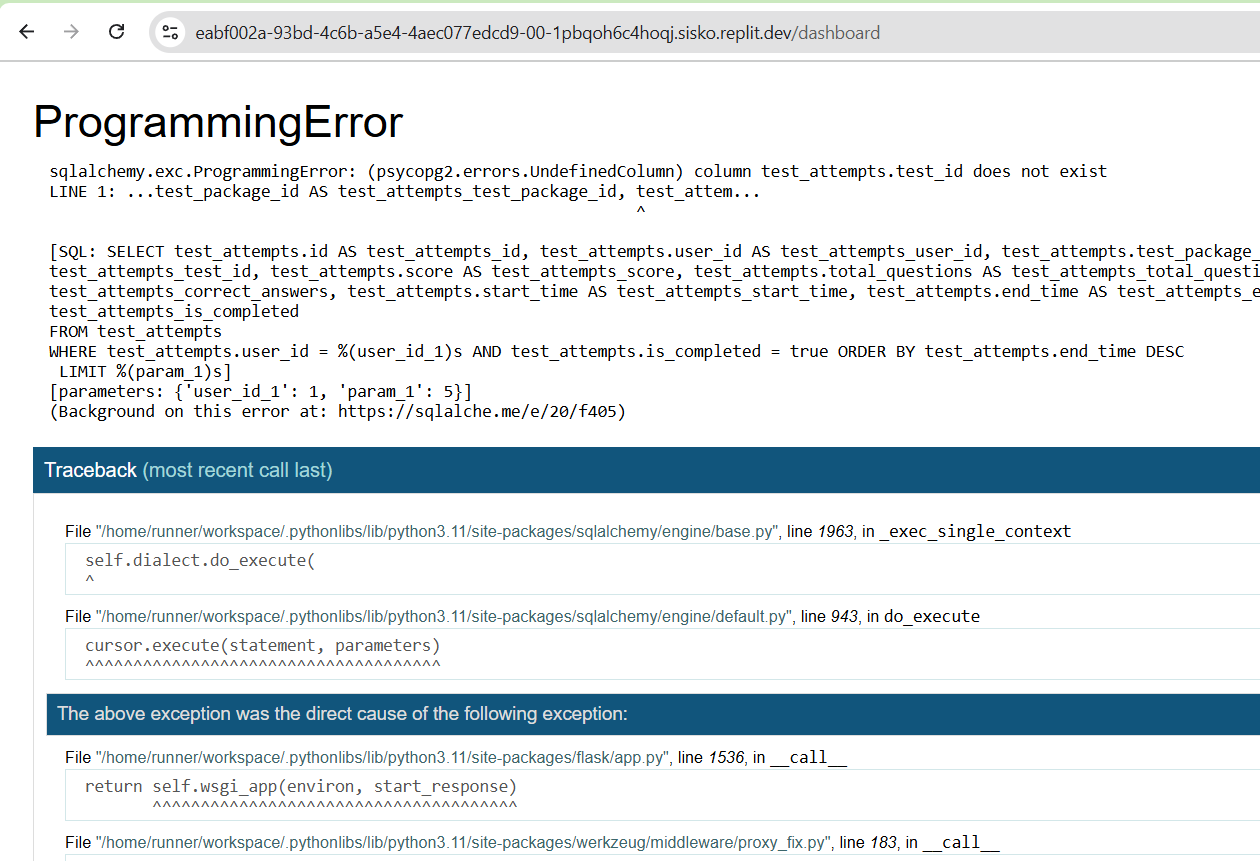 eabf002a-93bd-4c6b-a5e4-4aec077edcd9-00-1pbqoh6c4hoqj.sisko.replit.dev/dashboard
ProgrammingError
sqlalchemy.exc.ProgrammingError: (psycopg2.errors.UndefinedColumn) column test_attempts.test_id does not exist
LINE 1: ...test_package_id AS test_attempts_test_package_id, test_attem...
^
[SQL: SELECT test_attempts.id AS test_attempts_id, test_attempts.user_id AS test_attempts_user_id, test_attempts.test_package_
test_attempts_test_id, test_attempts.score AS test_attempts_score, test_attempts.total_questions AS test_attempts_total_questi
test_attempts_correct_answers, test_attempts.start_time AS test_attempts_start_time, test_attempts.end_time AS test_attempts_e
test_attempts_is_completed
FROM test_attempts
WHERE test_attempts.user_id = %(user_id_1)s AND test_attempts.is_completed = true ORDER BY test_attempts.end_time DESC
LIMIT %(param_1)s]
[parameters: {'user_id_1': 1, 'param_1': 5}]
(Background on this error at: https://sqlalche.me/e/20/f405)
Traceback (most recent call last)
File "/home/runner/workspace/.pythonlibs/lib/python3.11/site-packages/sqlalchemy/engine/base.py", line 1963, in _exec_single_context
self.dialect.do_execute(
^
File "/home/runner/workspace/.pythonlibs/lib/python3.11/site-packages/sqlalchemy/engine/default.py", line 943, in do_execute
cursor.execute(statement, parameters)
^^^^^^^^^^^^^^^^^^^^^^^^^^^^^^^^^^^^^
The above exception was the direct cause of the following exception:
File "/home/runner/workspace/.pythonlibs/lib/python3.11/site-packages/flask/app.py", line 1536, in __call__
return self.wsgi_app(environ, start_response)
^^^^^^^^^^^^^^^^^^^^^^^^^^^^^^^^^^^^^^
File "/home/runner/workspace/.pythonlibs/lib/python3.11/site-packages/werkzeug/middleware/proxy_fix.py", line 183, in __call__